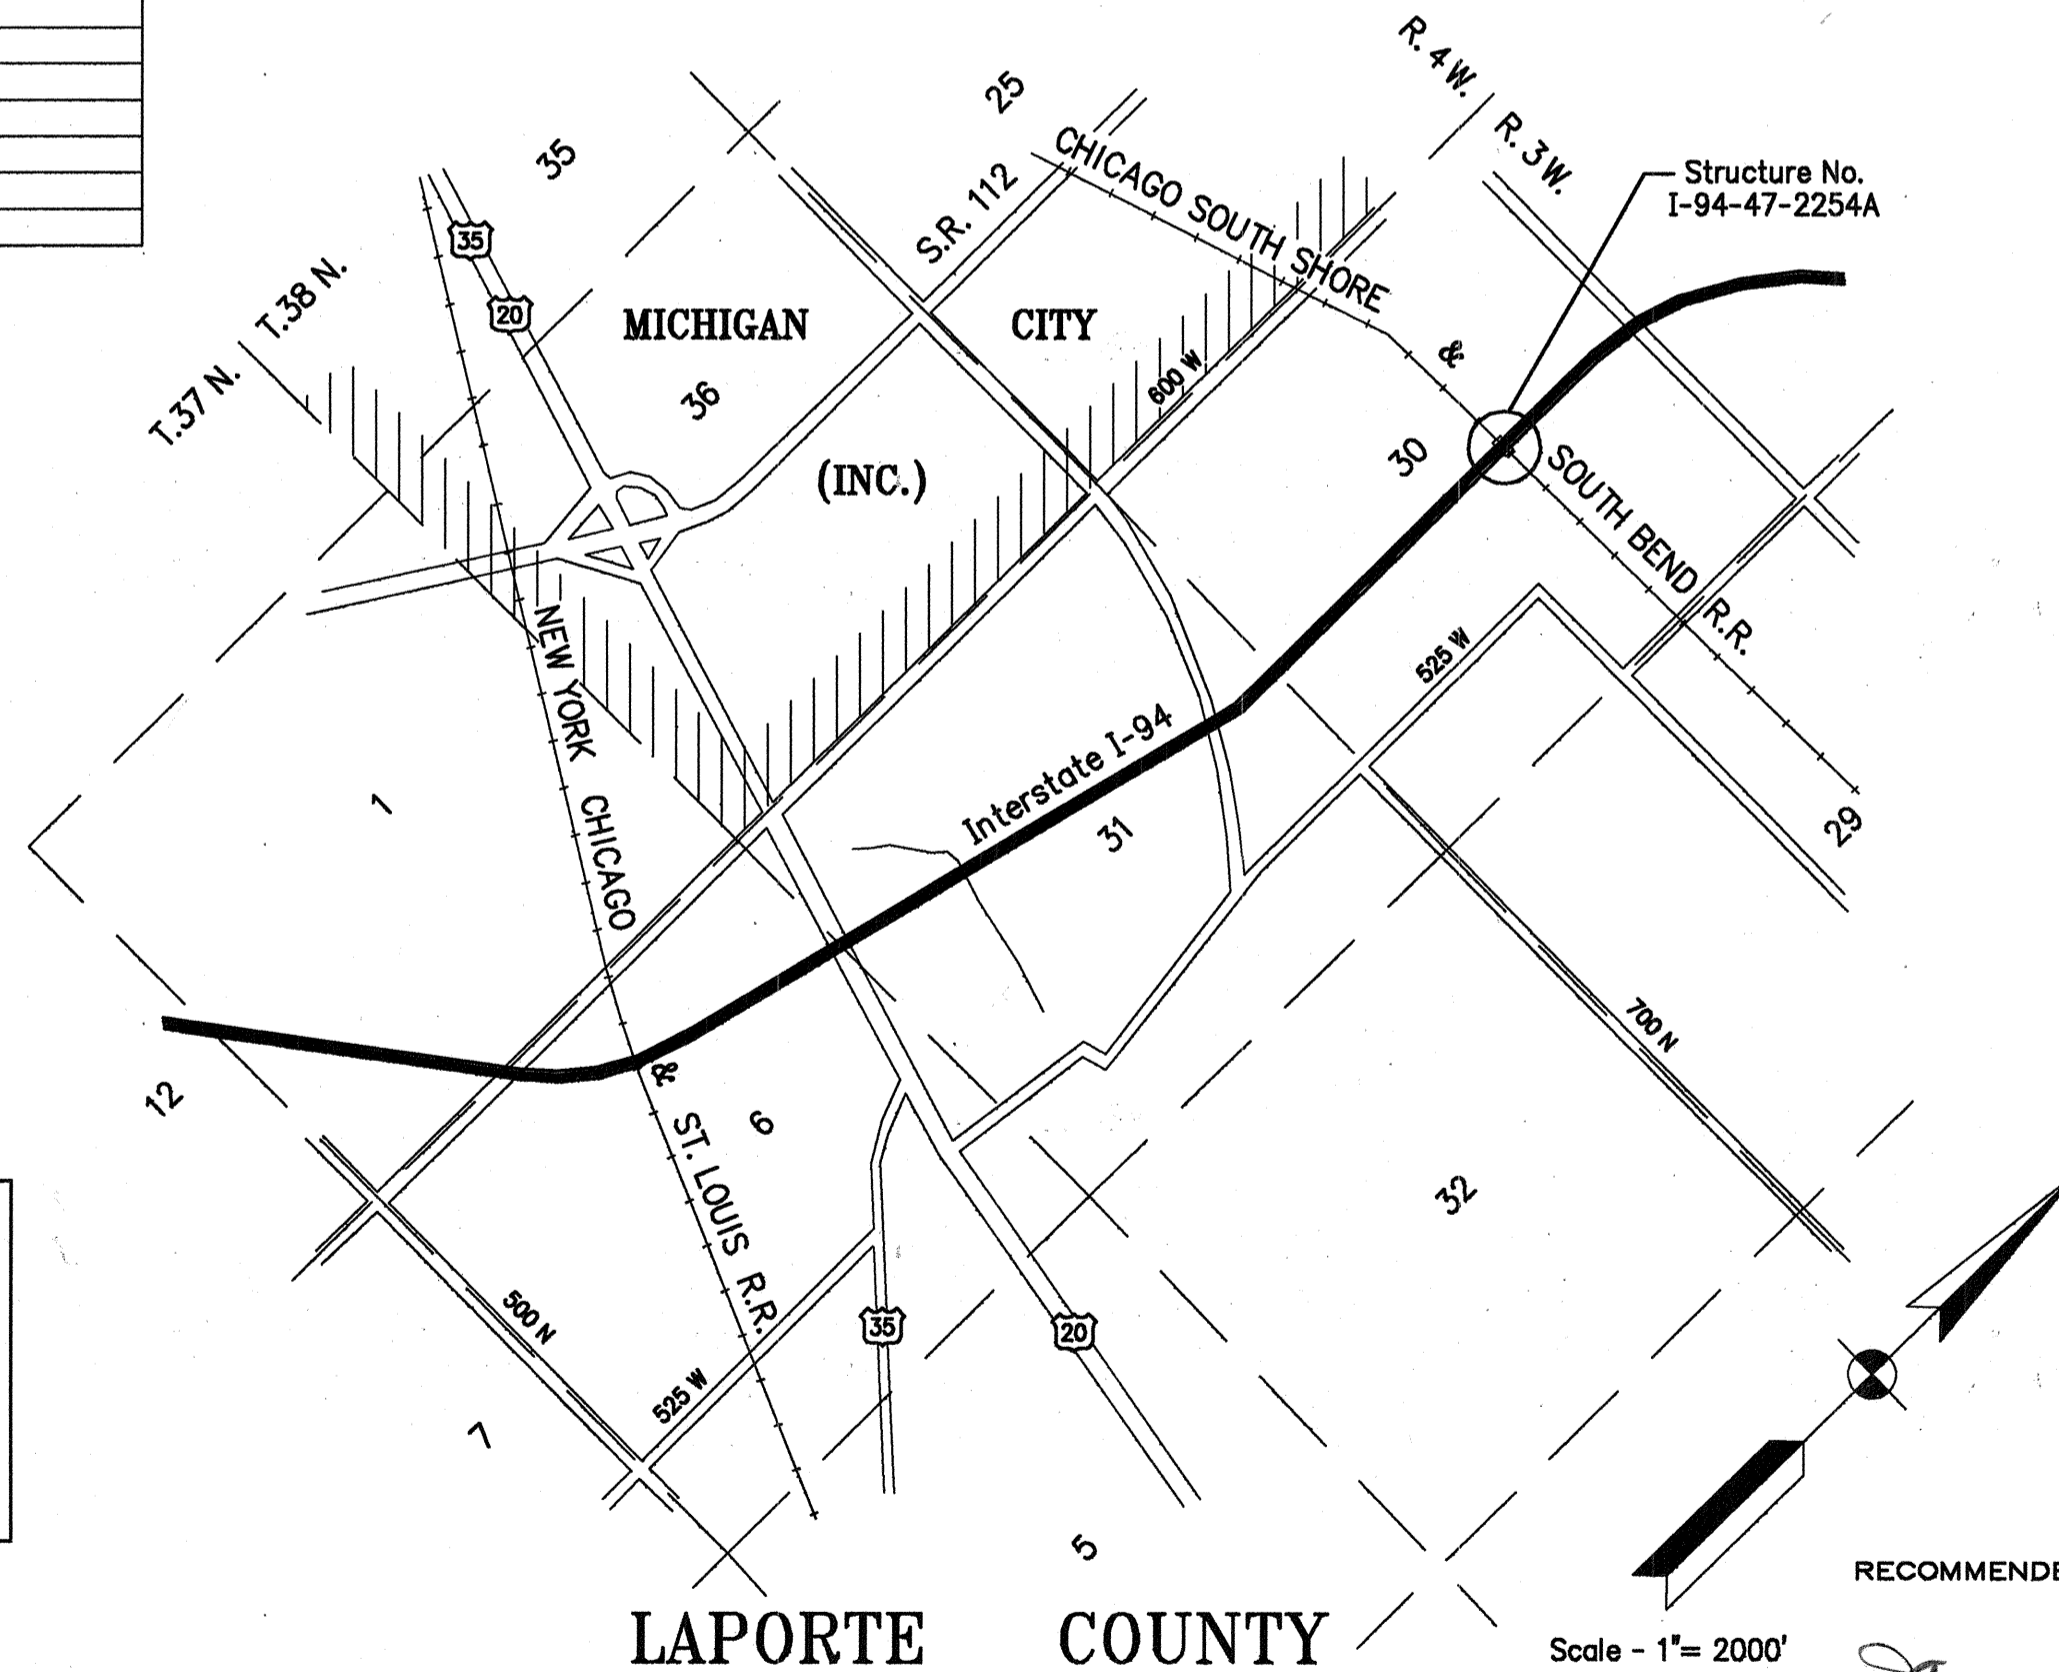 R. 4 W.
R. 3 W.
25
35
CHICAGO SOUTH SHORE
&
SOUTH BEND R.R.
Structure No.
I-94-47-2254A
S.R. 112
35
20
T.38 N.
T.37 N.
MICHIGAN CITY
(INC.)
36
600 W
30
NEW YORK CHICAGO
&
ST. LOUIS R.R.
525 W
Interstate I-94
31
1
29
700 N
12
6
32
500 N
525 W
35
20
7
5
LAPORTE COUNTY
Scale - 1"= 2000'